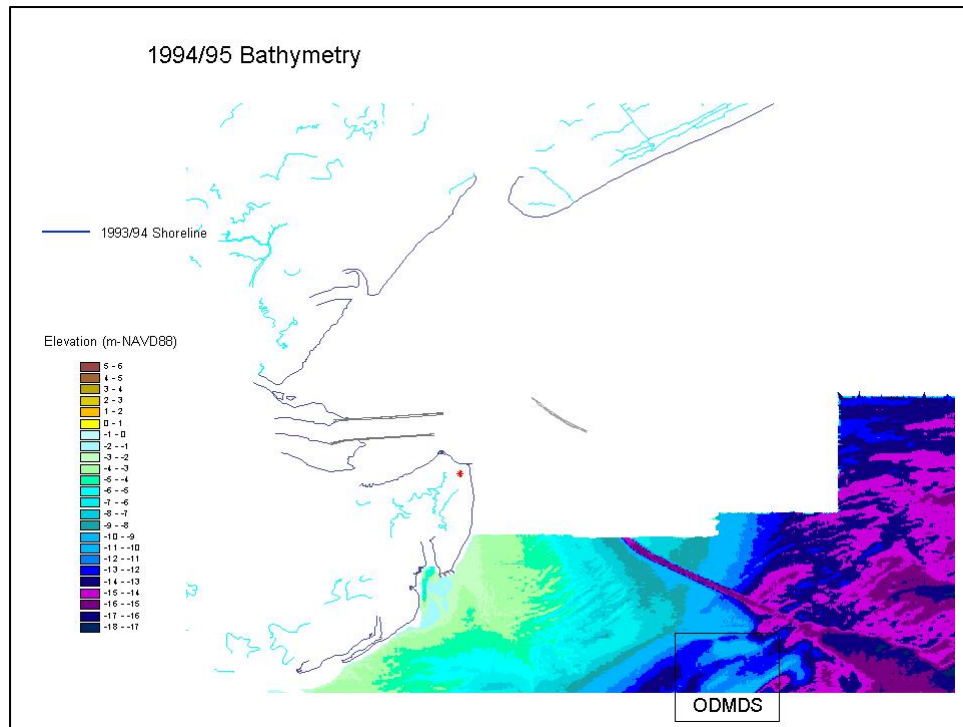 1994/95 Bathymetry
1993/94 Shoreline
Elevation (m-NAVD88)
5 - 6
4 - 5
3 - 4
2 - 3
1 - 2
0 - 1
-1 - 0
-2 - -1
-3 - -2
-4 - -3
-5 - -4
-6 - -5
-7 - -6
-8 - -7
-9 - -8
-10 - -9
-11 - -10
-12 - -11
-13 - -12
-14 - -13
-15 - -14
-16 - -15
-17 - -16
-18 - -17
ODMDS